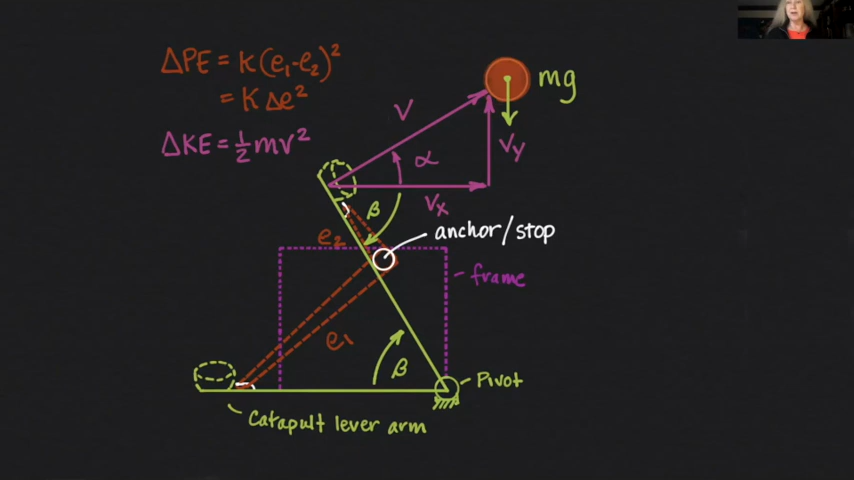 ΔPE = K(e₁-e₂)²
= K Δe²
ΔKE = ½mv²
mg
V
α
Vy
Vx
β
anchor/stop
e₂
frame
e₁
β
Pivot
Catapult lever arm